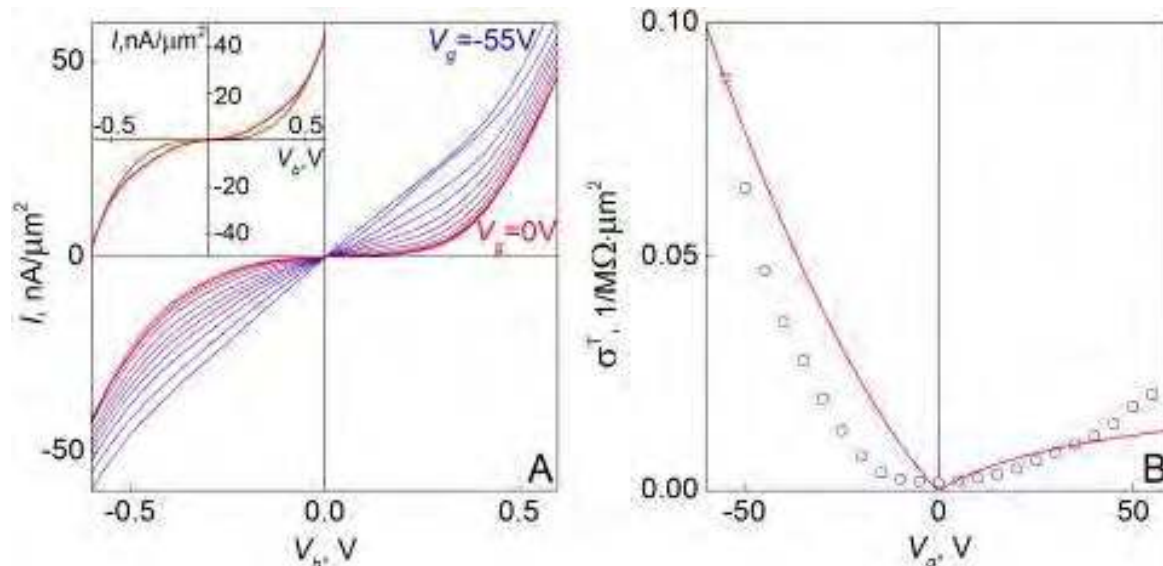 I, nA/μm²
40
20
-0.5
0.5
V_b, V
-20
-40
V_g=-55V
V_g=0V
50
0
-50
I, nA/μm²
-0.5
0.0
0.5
V_b, V
A
0.10
0.05
0.00
σ^T, 1/MΩ·μm²
-50
0
50
V_g, V
B